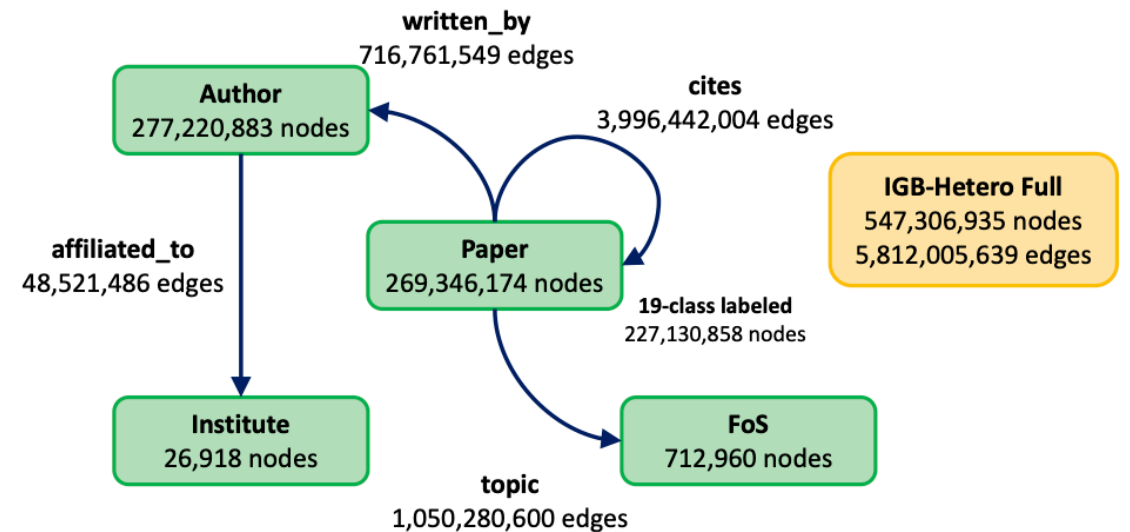 written_by
716,761,549 edges
Author
277,220,883 nodes
cites
3,996,442,004 edges
IGB-Hetero Full
547,306,935 nodes
5,812,005,639 edges
affiliated_to
48,521,486 edges
Paper
269,346,174 nodes
19-class labeled
227,130,858 nodes
Institute
26,918 nodes
FoS
712,960 nodes
topic
1,050,280,600 edges